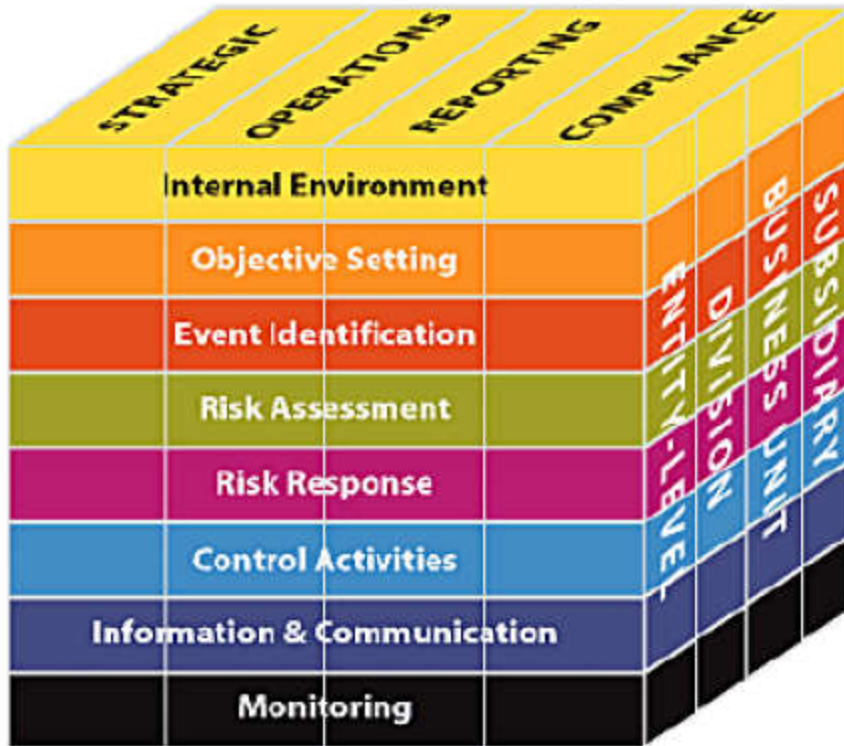 STRATEGIC
OPERATIONS
REPORTING
COMPLIANCE
Internal Environment
Objective Setting
Event Identification
Risk Assessment
Risk Response
Control Activities
Information & Communication
Monitoring
ENTITY-LEVEL
DIVISION
BUSINESS UNIT
SUBSIDIARY